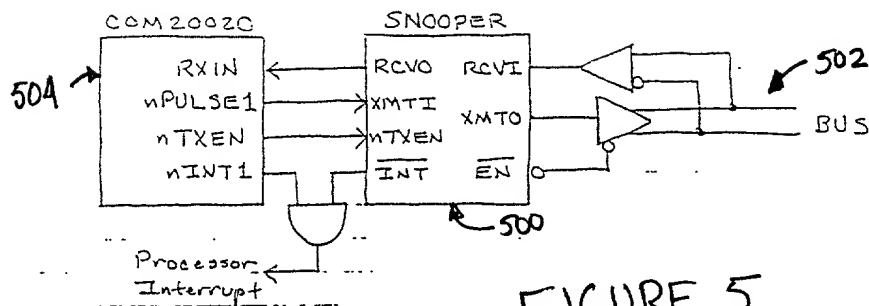 COM20020
SNOOPER
504
RXIN
nPULSE1
nTXEN
nINT1
RCVO
XMTI
nTXEN
INT
RCVI
XMTO
EN
502
BUS
500
Processor
Interrupt
FIGURE 5